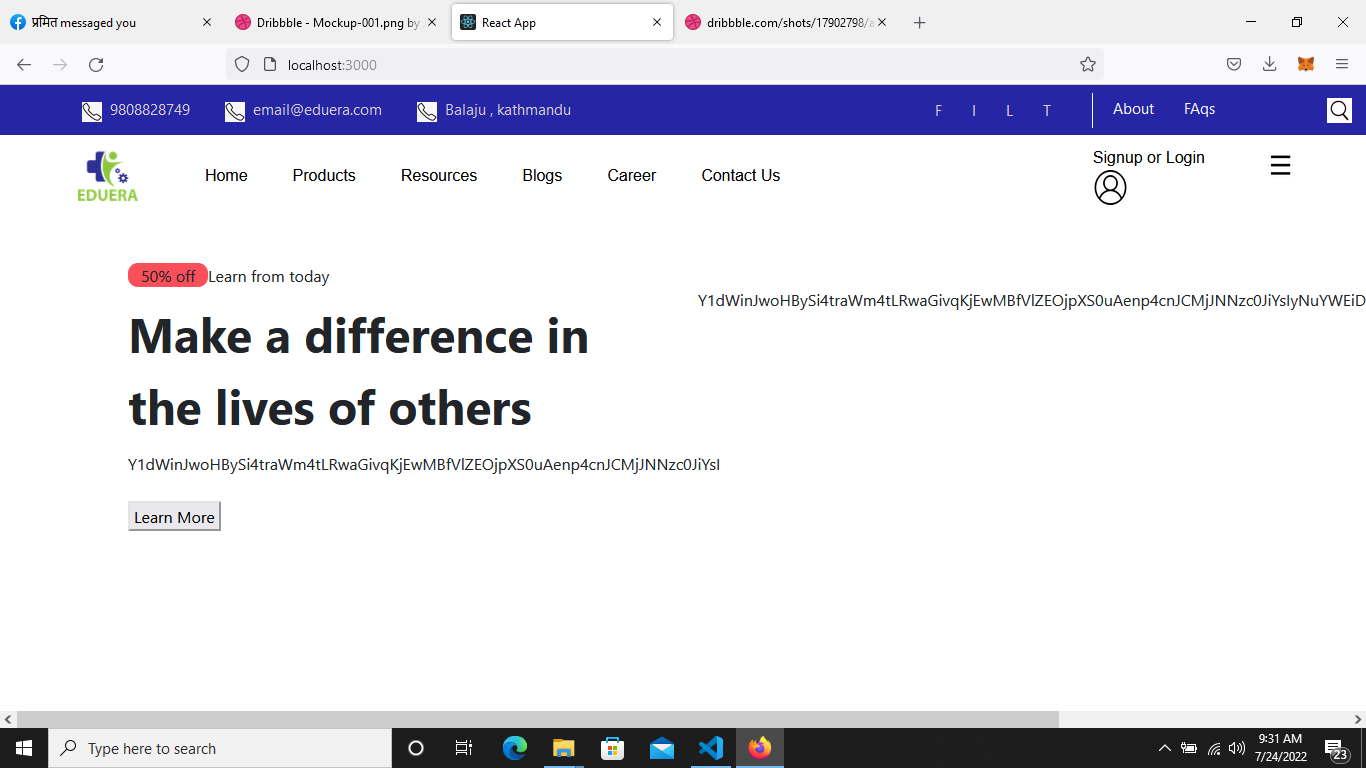 प्रमित messaged you
Dribbble - Mockup-001.png by
React App
dribbble.com/shots/17902798/a
localhost:3000
9808828749
email@eduera.com
Balaju , kathmandu
F I L T
About
FAqs
EDUERA
Home
Products
Resources
Blogs
Career
Contact Us
Signup or Login
50% off Learn from today
Make a difference in
the lives of others
Y1dWinJwoHBySi4traWm4tLRwaGivqKjEwMBfVlZEOjpXS0uAenp4cnJCMjJNNzc0JiYsI
Learn More
Y1dWinJwoHBySi4traWm4tLRwaGivqKjEwMBfVlZEOjpXS0uAenp4cnJCMjJNNzc0JiYsIyNuYWEiD
Type here to search
9:31 AM
7/24/2022
23